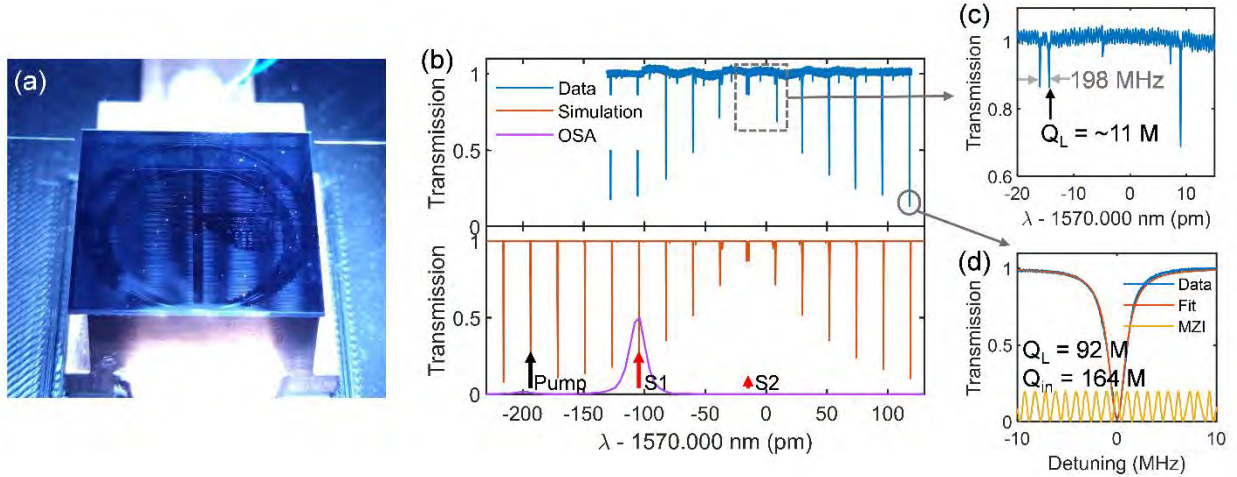 (a)
(b)
Transmission
1
0.5
0
Data
Simulation
OSA
Transmission
1
0.5
0
Pump
S1
S2
-200
-150
-100
-50
0
50
100
λ - 1570.000 nm (pm)
(c)
Transmission
1
0.8
0.6
198 MHz
Q_L = ~11 M
-20
-10
0
10
λ - 1570.000 nm (pm)
(d)
Transmission
1
0.5
0
Data
Fit
MZI
Q_L = 92 M
Q_in = 164 M
-10
0
10
Detuning (MHz)